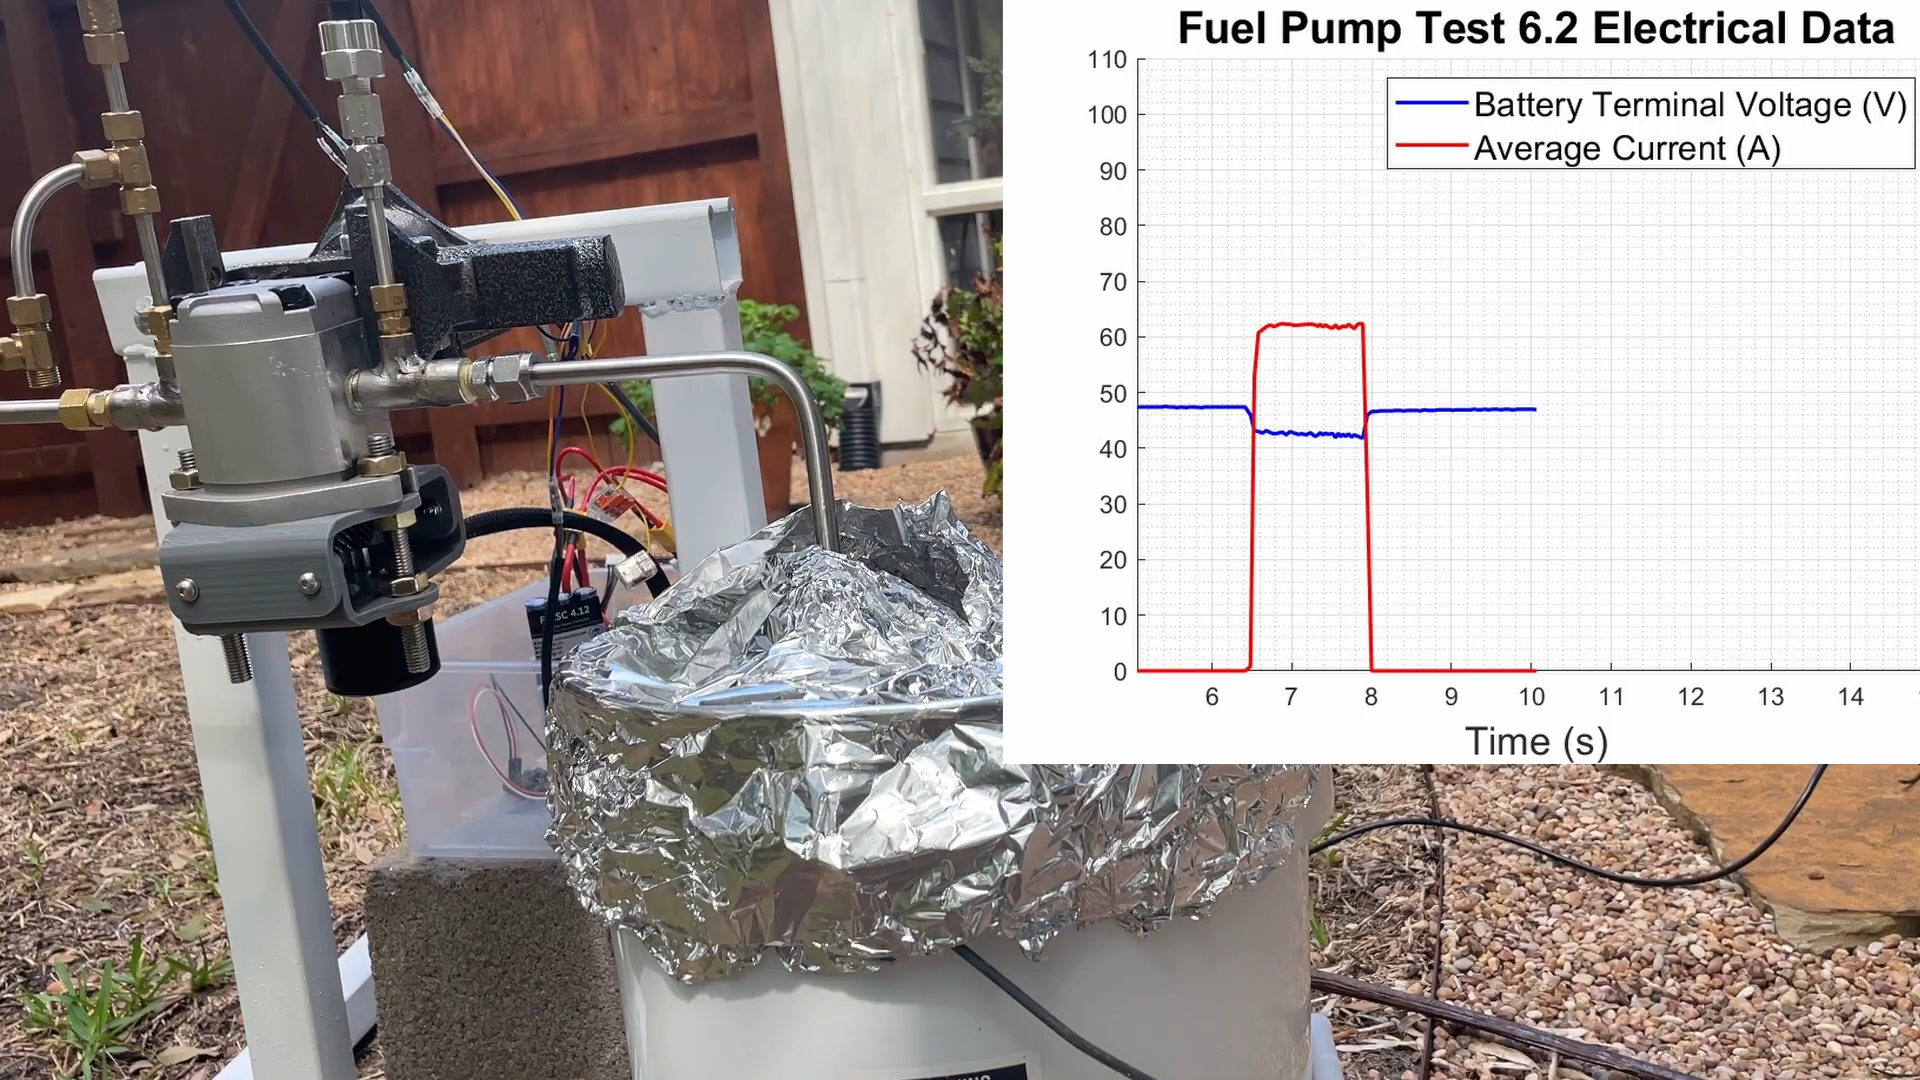 Fuel Pump Test 6.2 Electrical Data
Battery Terminal Voltage (V)
Average Current (A)
110
100
90
80
70
60
50
40
30
20
10
0
6 7 8 9 10 11 12 13 14
Time (s)
SC 4.12